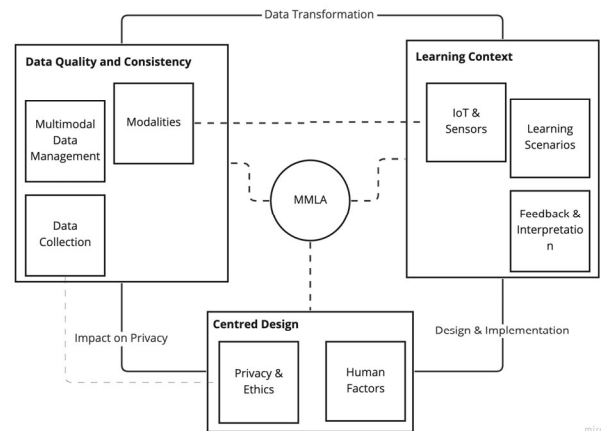 Data Transformation
Data Quality and Consistency
Multimodal
Data
Management
Modalities
Data
Collection
Learning Context
IoT &
Sensors
Learning
Scenarios
Feedback &
Interpretatio
n
MMLA
Impact on Privacy
Design & Implementation
Centred Design
Privacy &
Ethics
Human
Factors